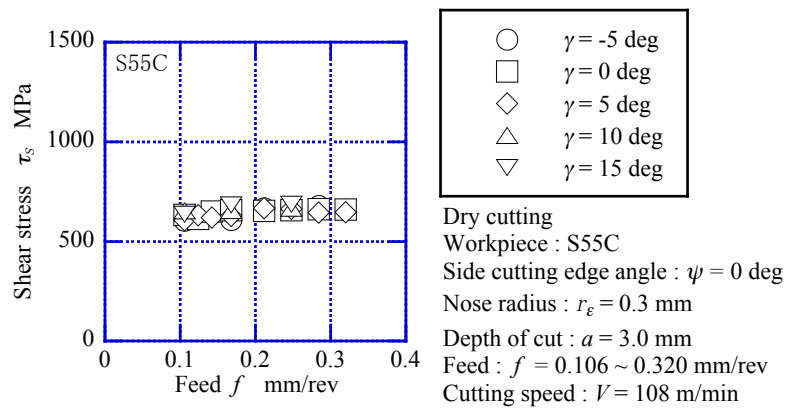 1500
S55C
1000
500
0
0 0.1 0.2 0.3 0.4
Shear stress τs MPa
Feed f mm/rev
γ = -5 deg
γ = 0 deg
γ = 5 deg
γ = 10 deg
γ = 15 deg
Dry cutting
Workpiece : S55C
Side cutting edge angle : ψ = 0 deg
Nose radius : rε = 0.3 mm
Depth of cut : a = 3.0 mm
Feed : f = 0.106 ~ 0.320 mm/rev
Cutting speed : V = 108 m/min